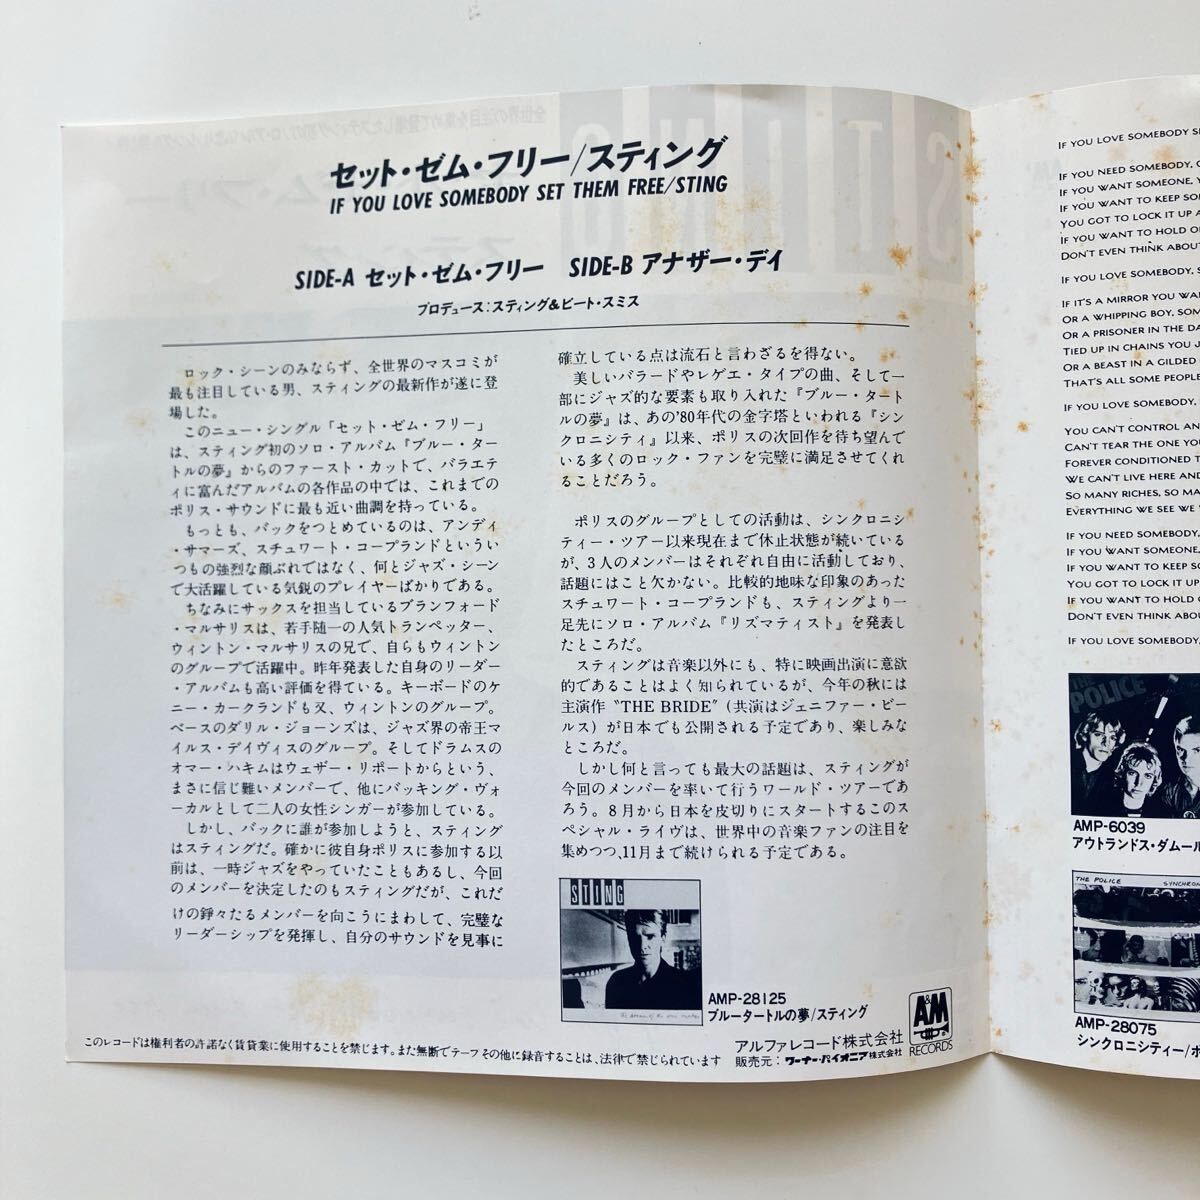 セット・ゼム・フリー/スティング
IF YOU LOVE SOMEBODY SET THEM FREE/STING
SIDE-A セット・ゼム・フリー SIDE-B アナザー・デイ
プロデュース:スティング&ピート・スミス
ロック・シーンのみならず、全世界のマスコミが
最も注目している男、スティングの最新作が遂に登
場した。
このニュー・シングル「セット・ゼム・フリー」
は、スティング初のソロ・アルバム『ブルー・ター
トルの夢』からのファースト・カットで、バラエテ
ィに富んだアルバムの各作品の中では、これまでの
ポリス・サウンドに最も近い曲調を持っている。
もっとも、バックをつとめているのは、アンディ
・サマーズ、スチュワート・コープランドといういい
つもの強烈な顔ぶれではなく、何とジャズ・シーン
で大活躍している気鋭のプレイヤーばかりである。
ちなみにサックスを担当しているブランフォード
・マルサリスは、若手随一の人気トランペッター、
ウィントン・マルサリスの兄で、自らもウィントン
のグループで活躍中。昨年発表した自身のリーダー
・アルバムも高い評価を得ている。キーボードのケ
ニー・カークランドも又、ウィントンのグループ。
ベースのダリル・ジョーンズは、ジャズ界の帝王マ
イルス・デイヴィスのグループ。そしてドラムスの
オマー・ハキムはウェザー・リポートからという、
まさに信じ難いメンバーで、他にバッキング・ヴォ
ーカルとして二人の女性シンガーが参加している。
しかし、バックに誰が参加しようと、スティング
はスティングだ。確かに彼自身ポリスに参加する以
前は、一時ジャズをやっていたこともあるし、今回
のメンバーを決定したのもスティングだが、これだ
けの錚々たるメンバーを向こうにまわして、完璧な
リーダーシップを発揮し、自分のサウンドを見事に
確立している点は流石と言わざるを得ない。
美しいバラードやレゲエ・タイプの曲、そして一
部にジャズ的な要素も取り入れた『ブルー・タート
ルの夢』は、あの'80年代の金字塔といわれる『シン
クロニシティ』以来、ポリスの次回作を待ち望んで
いる多くのロック・ファンを完璧に満足させてくれ
ることだろう。
ポリスのグループとしての活動は、シンクロニシ
ティー・ツアー以来現在まで休止状態が続いている
が、3人のメンバーはそれぞれ自由に活動しており、
話題にはこと欠かない。比較的地味な印象のあった
スチュワート・コープランドも、スティングより一
足先にソロ・アルバム『リズマティスト』を発表し
たところだ。
スティングは音楽以外にも、特に映画出演に意欲
的であることはよく知られているが、今年の秋には
主演作〝THE BRIDE〟(共演はジェニファー・ビー
ルス)が日本でも公開される予定であり、楽しみな
ところだ。
しかし何と言っても最大の話題は、スティングが
今回のメンバーを率いて行うワールド・ツアーであ
ろう。8月から日本を皮切りにスタートするこのス
ペシャル・ライヴは、世界中の音楽ファンの注目を
集めつつ、11月まで続けられる予定である。
STING
AMP-28125
ブルータートルの夢/スティング
アルファレコード株式会社
販売元:ワーナー・パイオニア株式会社
A&M
RECORDS
このレコードは権利者の許諾なく賃貸業に使用することを禁じます。また無断でテープその他に録音することは、法律で禁じられています
IF YOU LOVE SOMEBODY SE
IF YOU NEED SOMEBODY, C
IF YOU WANT SOMEONE, Y
IF YOU WANT TO KEEP SOM
YOU GOT TO LOCK IT UP A
IF YOU WANT TO HOLD O
DON'T EVEN THINK ABOUT
IF YOU LOVE SOMEBODY, S
IF IT'S A MIRROR YOU WA
OR A WHIPPING BOY, SOM
OR A PRISONER IN THE DA
TIED UP IN CHAINS YOU J
OR A BEAST IN A GILDED
THAT'S ALL SOME PEOPLE
IF YOU LOVE SOMEBODY,
YOU CAN'T CONTROL AN
CAN'T TEAR THE ONE YO
FOREVER CONDITIONED T
WE CAN'T LIVE HERE AND
SO MANY RICHES, SO MA
EVERYTHING WE SEE WE
IF YOU NEED SOMEBODY,
IF YOU WANT SOMEONE,
IF YOU WANT TO KEEP SO
YOU GOT TO LOCK IT UP
IF YOU WANT TO HOLD
DON'T EVEN THINK ABOU
IF YOU LOVE SOMEBODY,
THE POLICE
AMP-6039
アウトランドス・ダムール
THE POLICE SYNCHRON
AMP-28075
シンクロニシティー/ポ